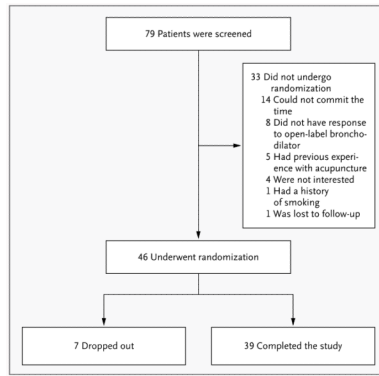 79 Patients were screened
33 Did not undergo
randomization
14 Could not commit the
time
8 Did not have response
to open-label broncho-
dilator
5 Had previous experi-
ence with acupuncture
4 Were not interested
1 Had a history
of smoking
1 Was lost to follow-up
46 Underwent randomization
7 Dropped out
39 Completed the study